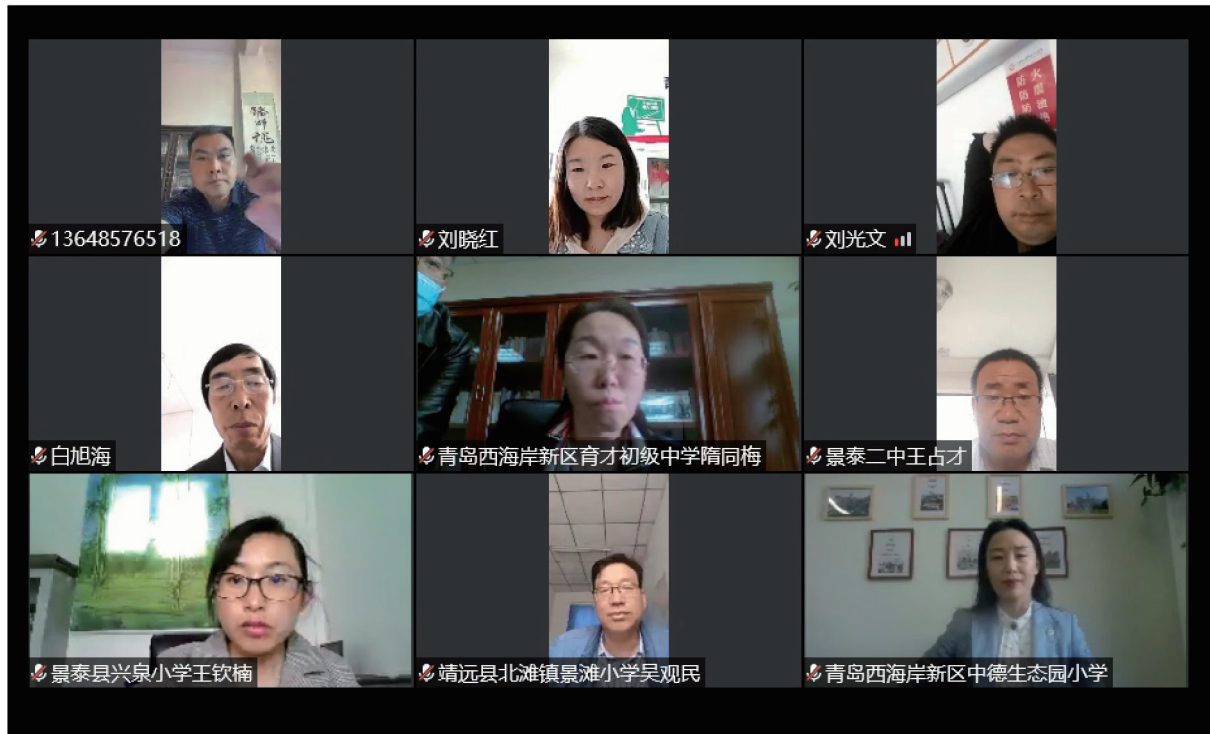 13648576518
刘晓红
刘光文
白旭海
青岛西海岸新区育才初级中学隋同梅
景泰二中王占才
景泰县兴泉小学王钦楠
靖远县北滩镇景滩小学吴观民
青岛西海岸新区中德生态园小学